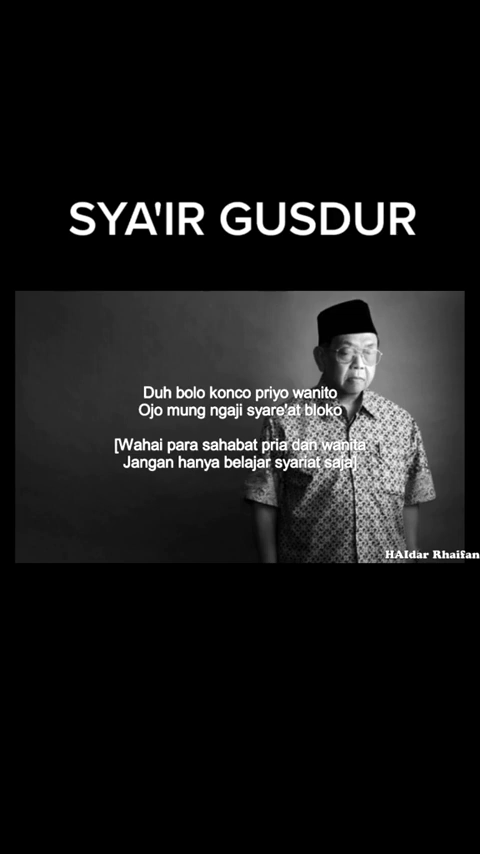 SYA'IR GUSDUR
Duh bolo konco priyo wanito
Ojo mung ngaji syare'at bloko
[Wahai para sahabat pria dan wanita
Jangan hanya belajar syariat saja]
HAIdar Rhaifan